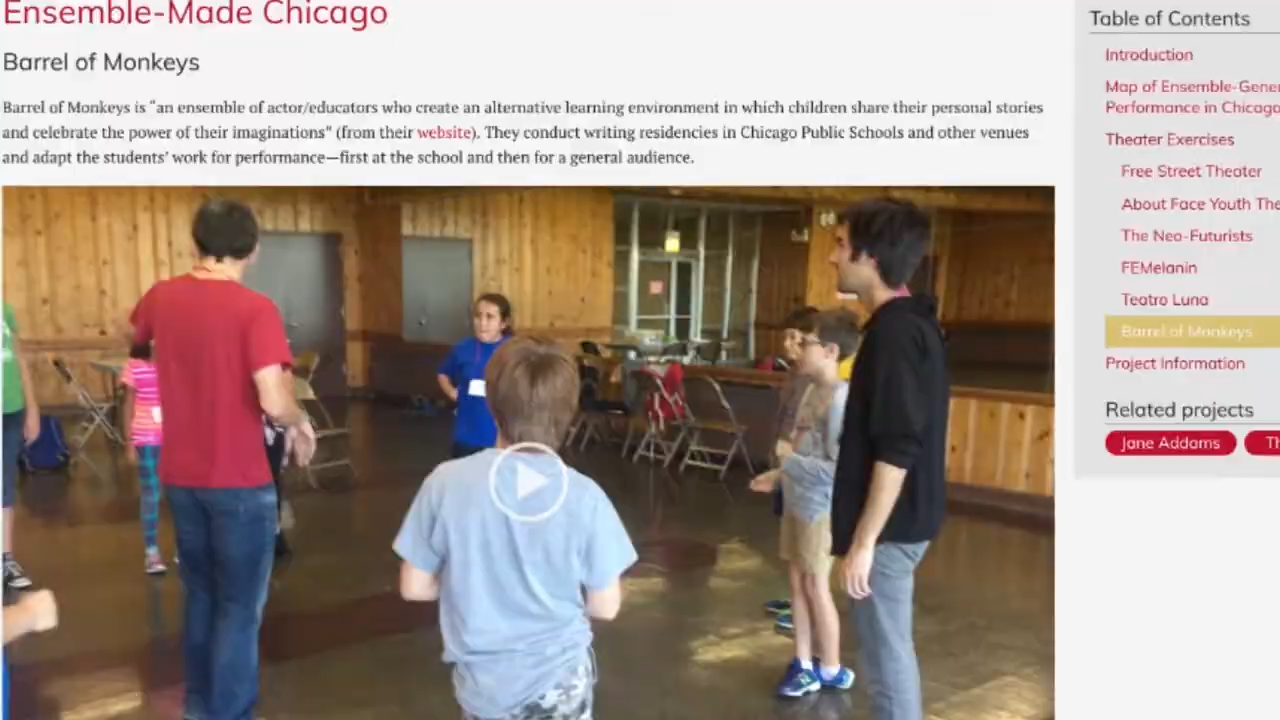 Ensemble-Made Chicago
Barrel of Monkeys
Barrel of Monkeys is “an ensemble of actor/educators who create an alternative learning environment in which children share their personal stories
and celebrate the power of their imaginations” (from their website). They conduct writing residencies in Chicago Public Schools and other venues
and adapt the students’ work for performance—first at the school and then for a general audience.
Table of Contents
Introduction
Map of Ensemble-Gener
Performance in Chicago
Theater Exercises
Free Street Theater
About Face Youth The
The Neo-Futurists
FEMelanin
Teatro Luna
Barrel of Monkeys
Project Information
Related projects
Jane Addams
Th